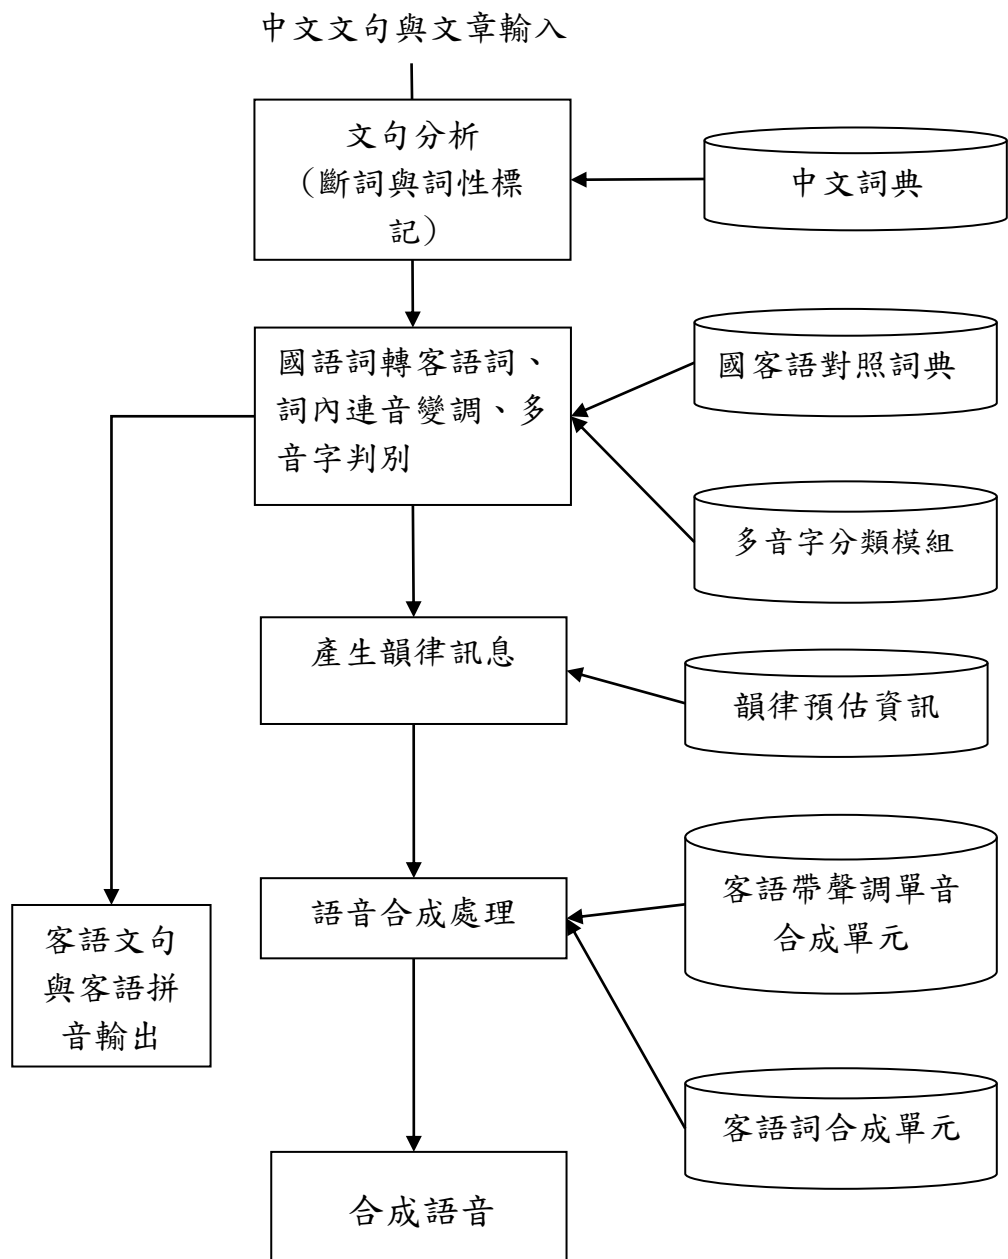 中文文句與文章輸入
文句分析
（斷詞與詞性標
記）
中文詞典
國語詞轉客語詞、
詞內連音變調、多
音字判別
國客語對照詞典
多音字分類模組
產生韻律訊息
韻律預估資訊
語音合成處理
客語帶聲調單音
合成單元
客語文句
與客語拼
音輸出
客語詞合成單元
合成語音